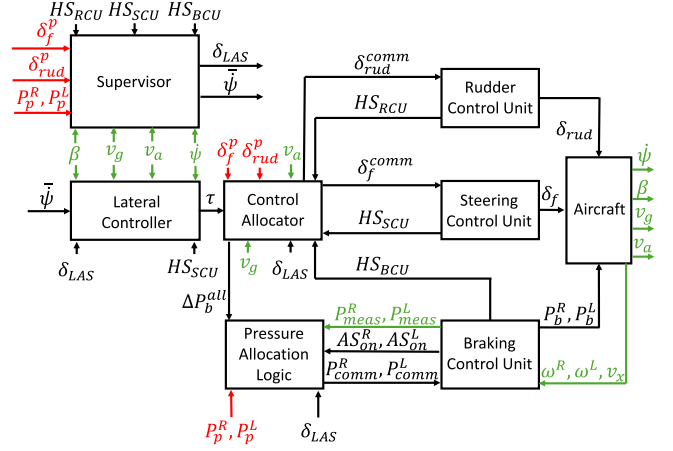 HS_RCU HS_SCU HS_BCU
δ_f^p
δ_rud^p
P_p^R, P_p^L
Supervisor
δ_LAS
ψ̇̄
β v_g v_a ψ̇
ψ̇̄
Lateral
Controller
δ_LAS
HS_SCU
τ
δ_f^p δ_rud^p v_a
Control
Allocator
v_g
δ_LAS
δ_rud^comm
HS_RCU
Rudder
Control Unit
δ_rud
δ_f^comm
HS_SCU
Steering
Control Unit
δ_f
Aircraft
ψ̇
β
v_g
v_a
HS_BCU
ΔP_b^all
Pressure
Allocation
Logic
P_meas^R, P_meas^L
AS_on^R, AS_on^L
P_comm^R, P_comm^L
Braking
Control Unit
P_b^R, P_b^L
ω^R, ω^L, v_x
P_p^R, P_p^L
δ_LAS